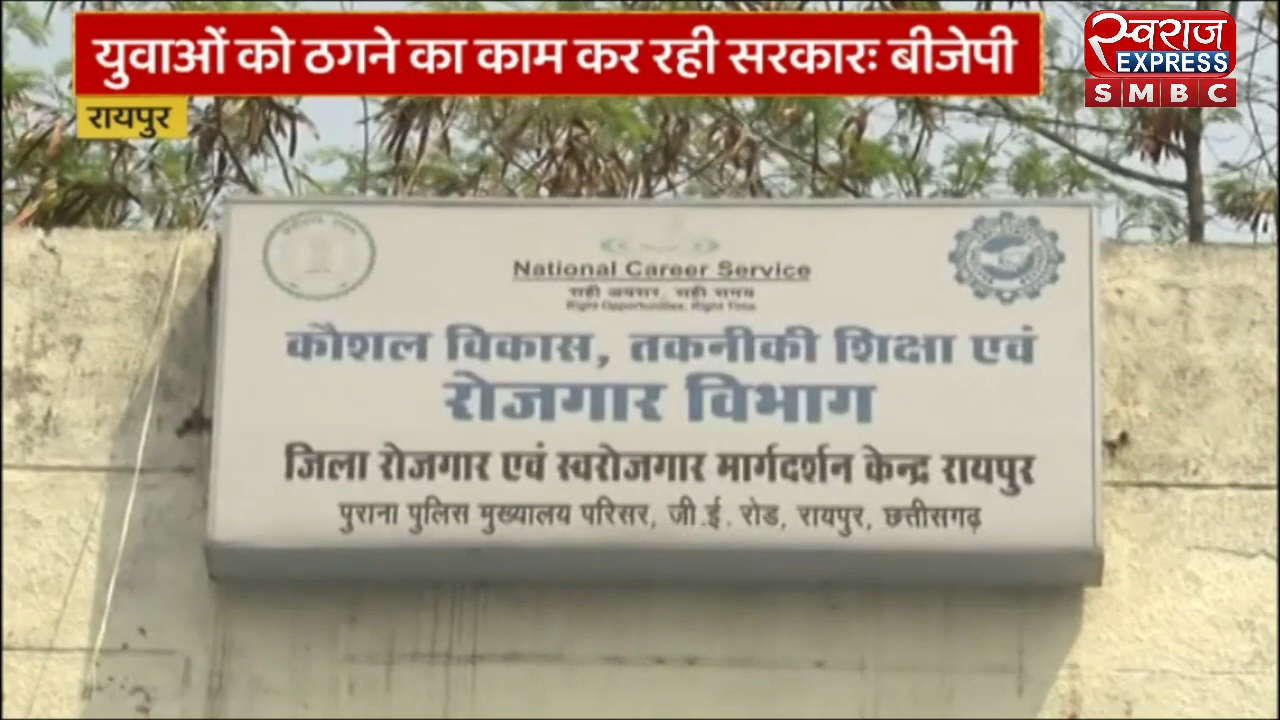 युवाओं को ठगने का काम कर रही सरकारः बीजेपी
स्वराज
EXPRESS
SMBC
रायपुर
National Career Service
सही अवसर, सही समय
Right Opportunities, Right Time
कौशल विकास, तकनीकी शिक्षा एवं
रोजगार विभाग
जिला रोजगार एवं स्वरोजगार मार्गदर्शन केन्द्र रायपुर
पुराना पुलिस मुख्यालय परिसर, जी.ई. रोड, रायपुर, छत्तीसगढ़